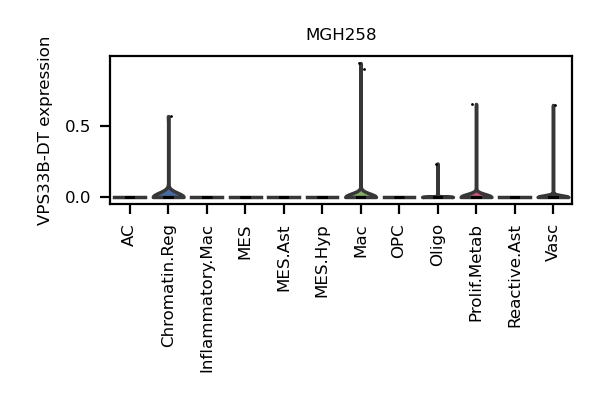 MGH258
VPS33B-DT expression
0.5
0.0
AC
Chromatin.Reg
Inflammatory.Mac
MES
MES.Ast
MES.Hyp
Mac
OPC
Oligo
Prolif.Metab
Reactive.Ast
Vasc